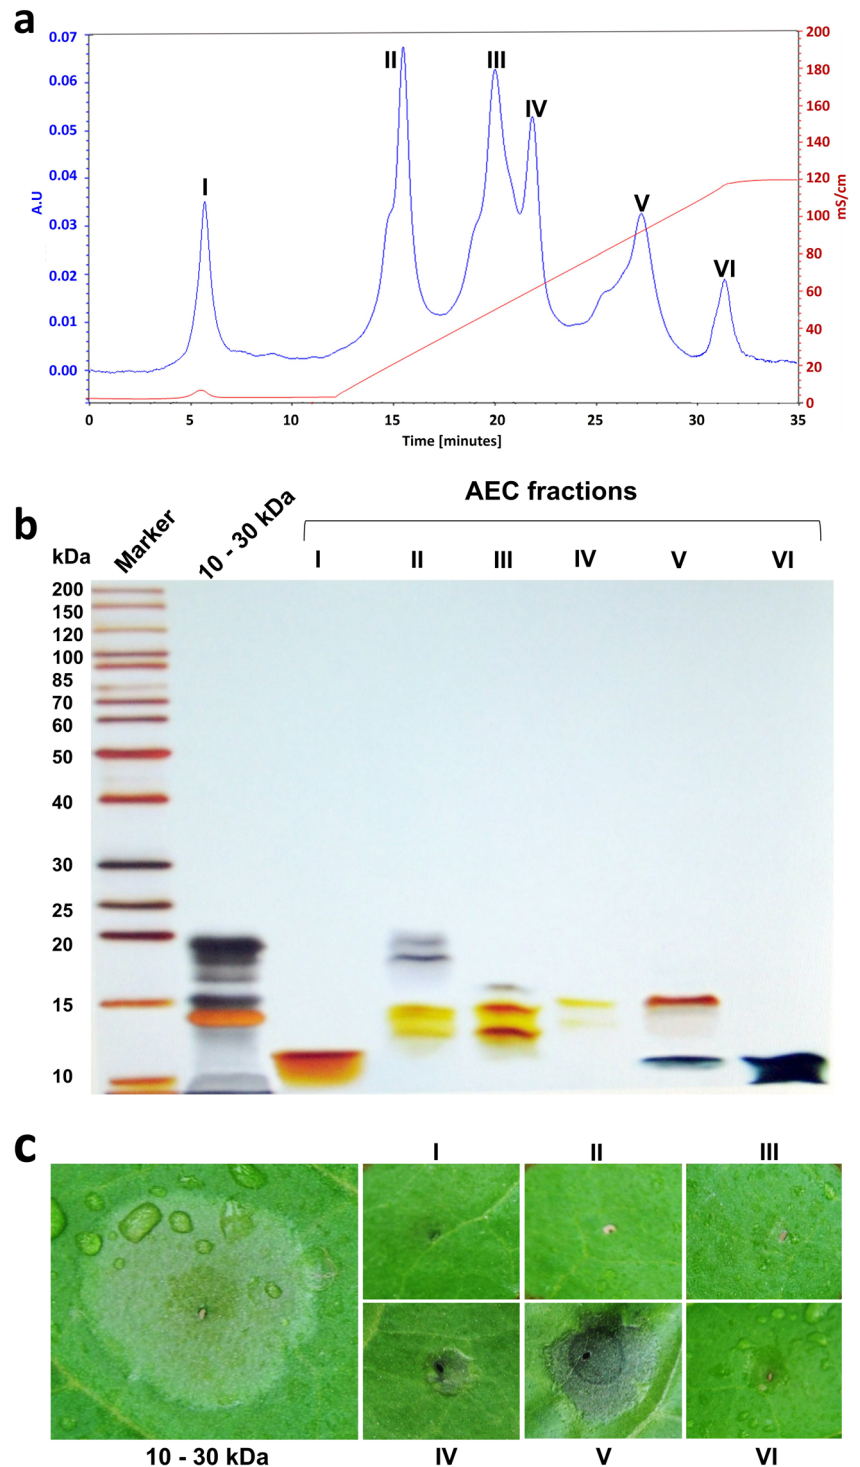 a
0.07
0.06
0.05
0.04
0.03
0.02
0.01
0.00
A.U
I
II
III
IV
V
VI
200
180
160
140
120
100
80
60
40
20
0
mS/cm
0 5 10 15 20 25 30 35
Time [minutes]
b
AEC fractions
kDa Marker 10 - 30 kDa I II III IV V VI
200
150
120
100
85
70
60
50
40
30
25
20
15
10
c
I II III
10 - 30 kDa IV V VI